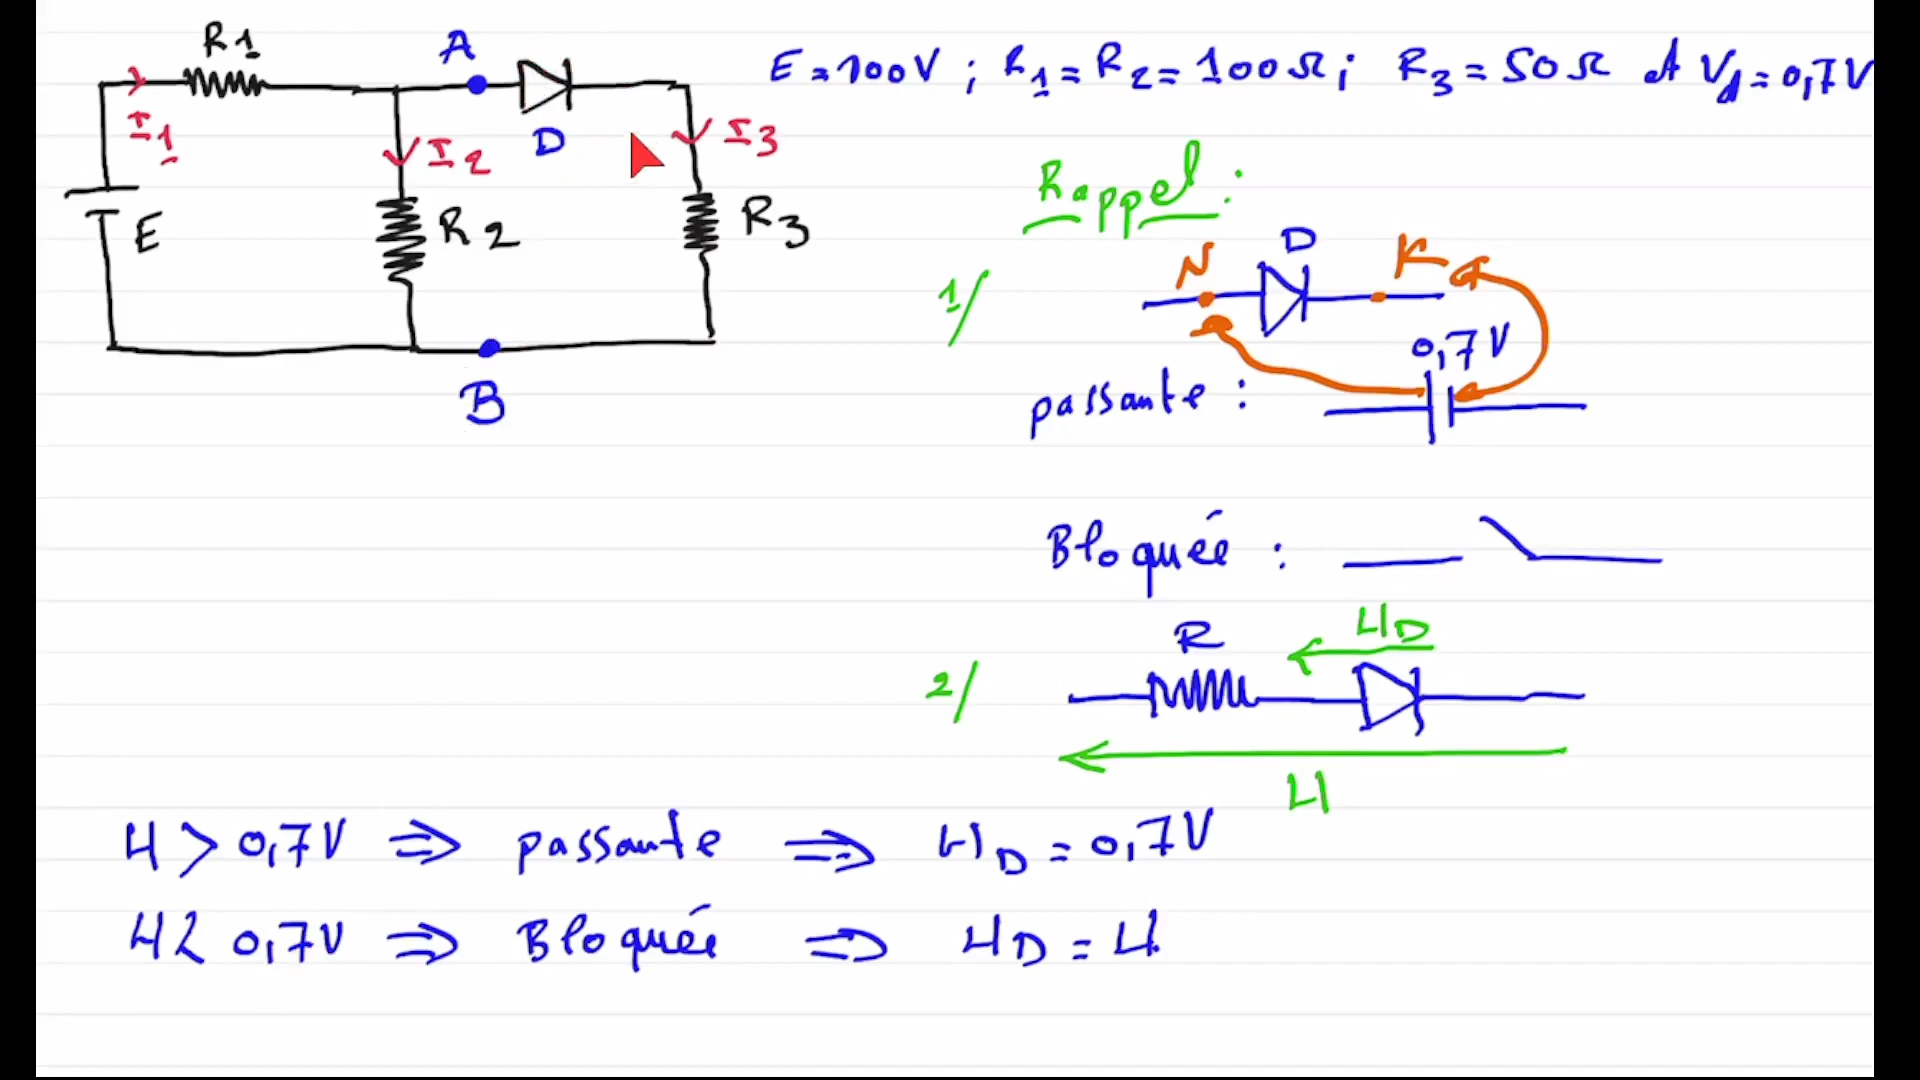 R1
A
E=100V ; R1=R2=100Ω; R3=50Ω et Vd=0,7V
I1
I2
D
I3
E
R2
R3
B
Rappel :
1/
N
D
K
0,7V
passante :
Bloquée :
2/
R
UD
U
U > 0,7V ⇒ passante ⇒ UD = 0,7V
U < 0,7V ⇒ Bloquée ⇒ UD = U